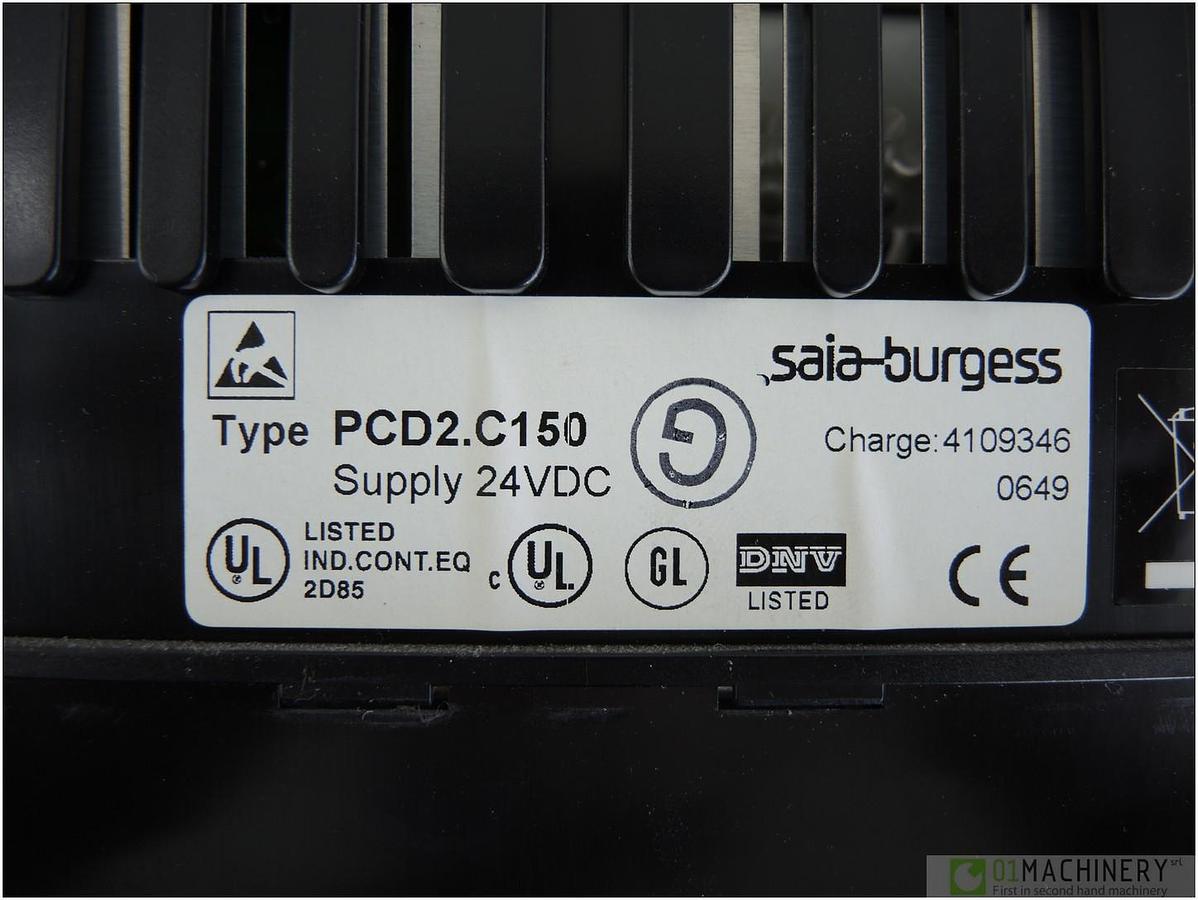 saia-burgess
Type PCD2.C150
Supply 24VDC
G
Charge: 4109346
0649
UL
LISTED
IND.CONT.EQ
2D85
c UL
GL
DNV
LISTED
CE
01MACHINERY srl
First in second hand machinery